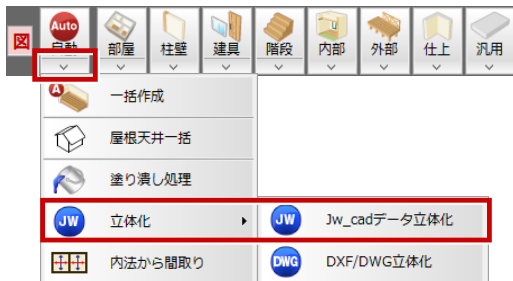 図
Auto
自動
部屋
柱壁
建具
階段
内部
外部
仕上
汎用
A
一括作成
屋根天井一括
塗り潰し処理
JW
立体化
JW
Jw_cadデータ立体化
内法から間取り
DWG
DXF/DWG立体化